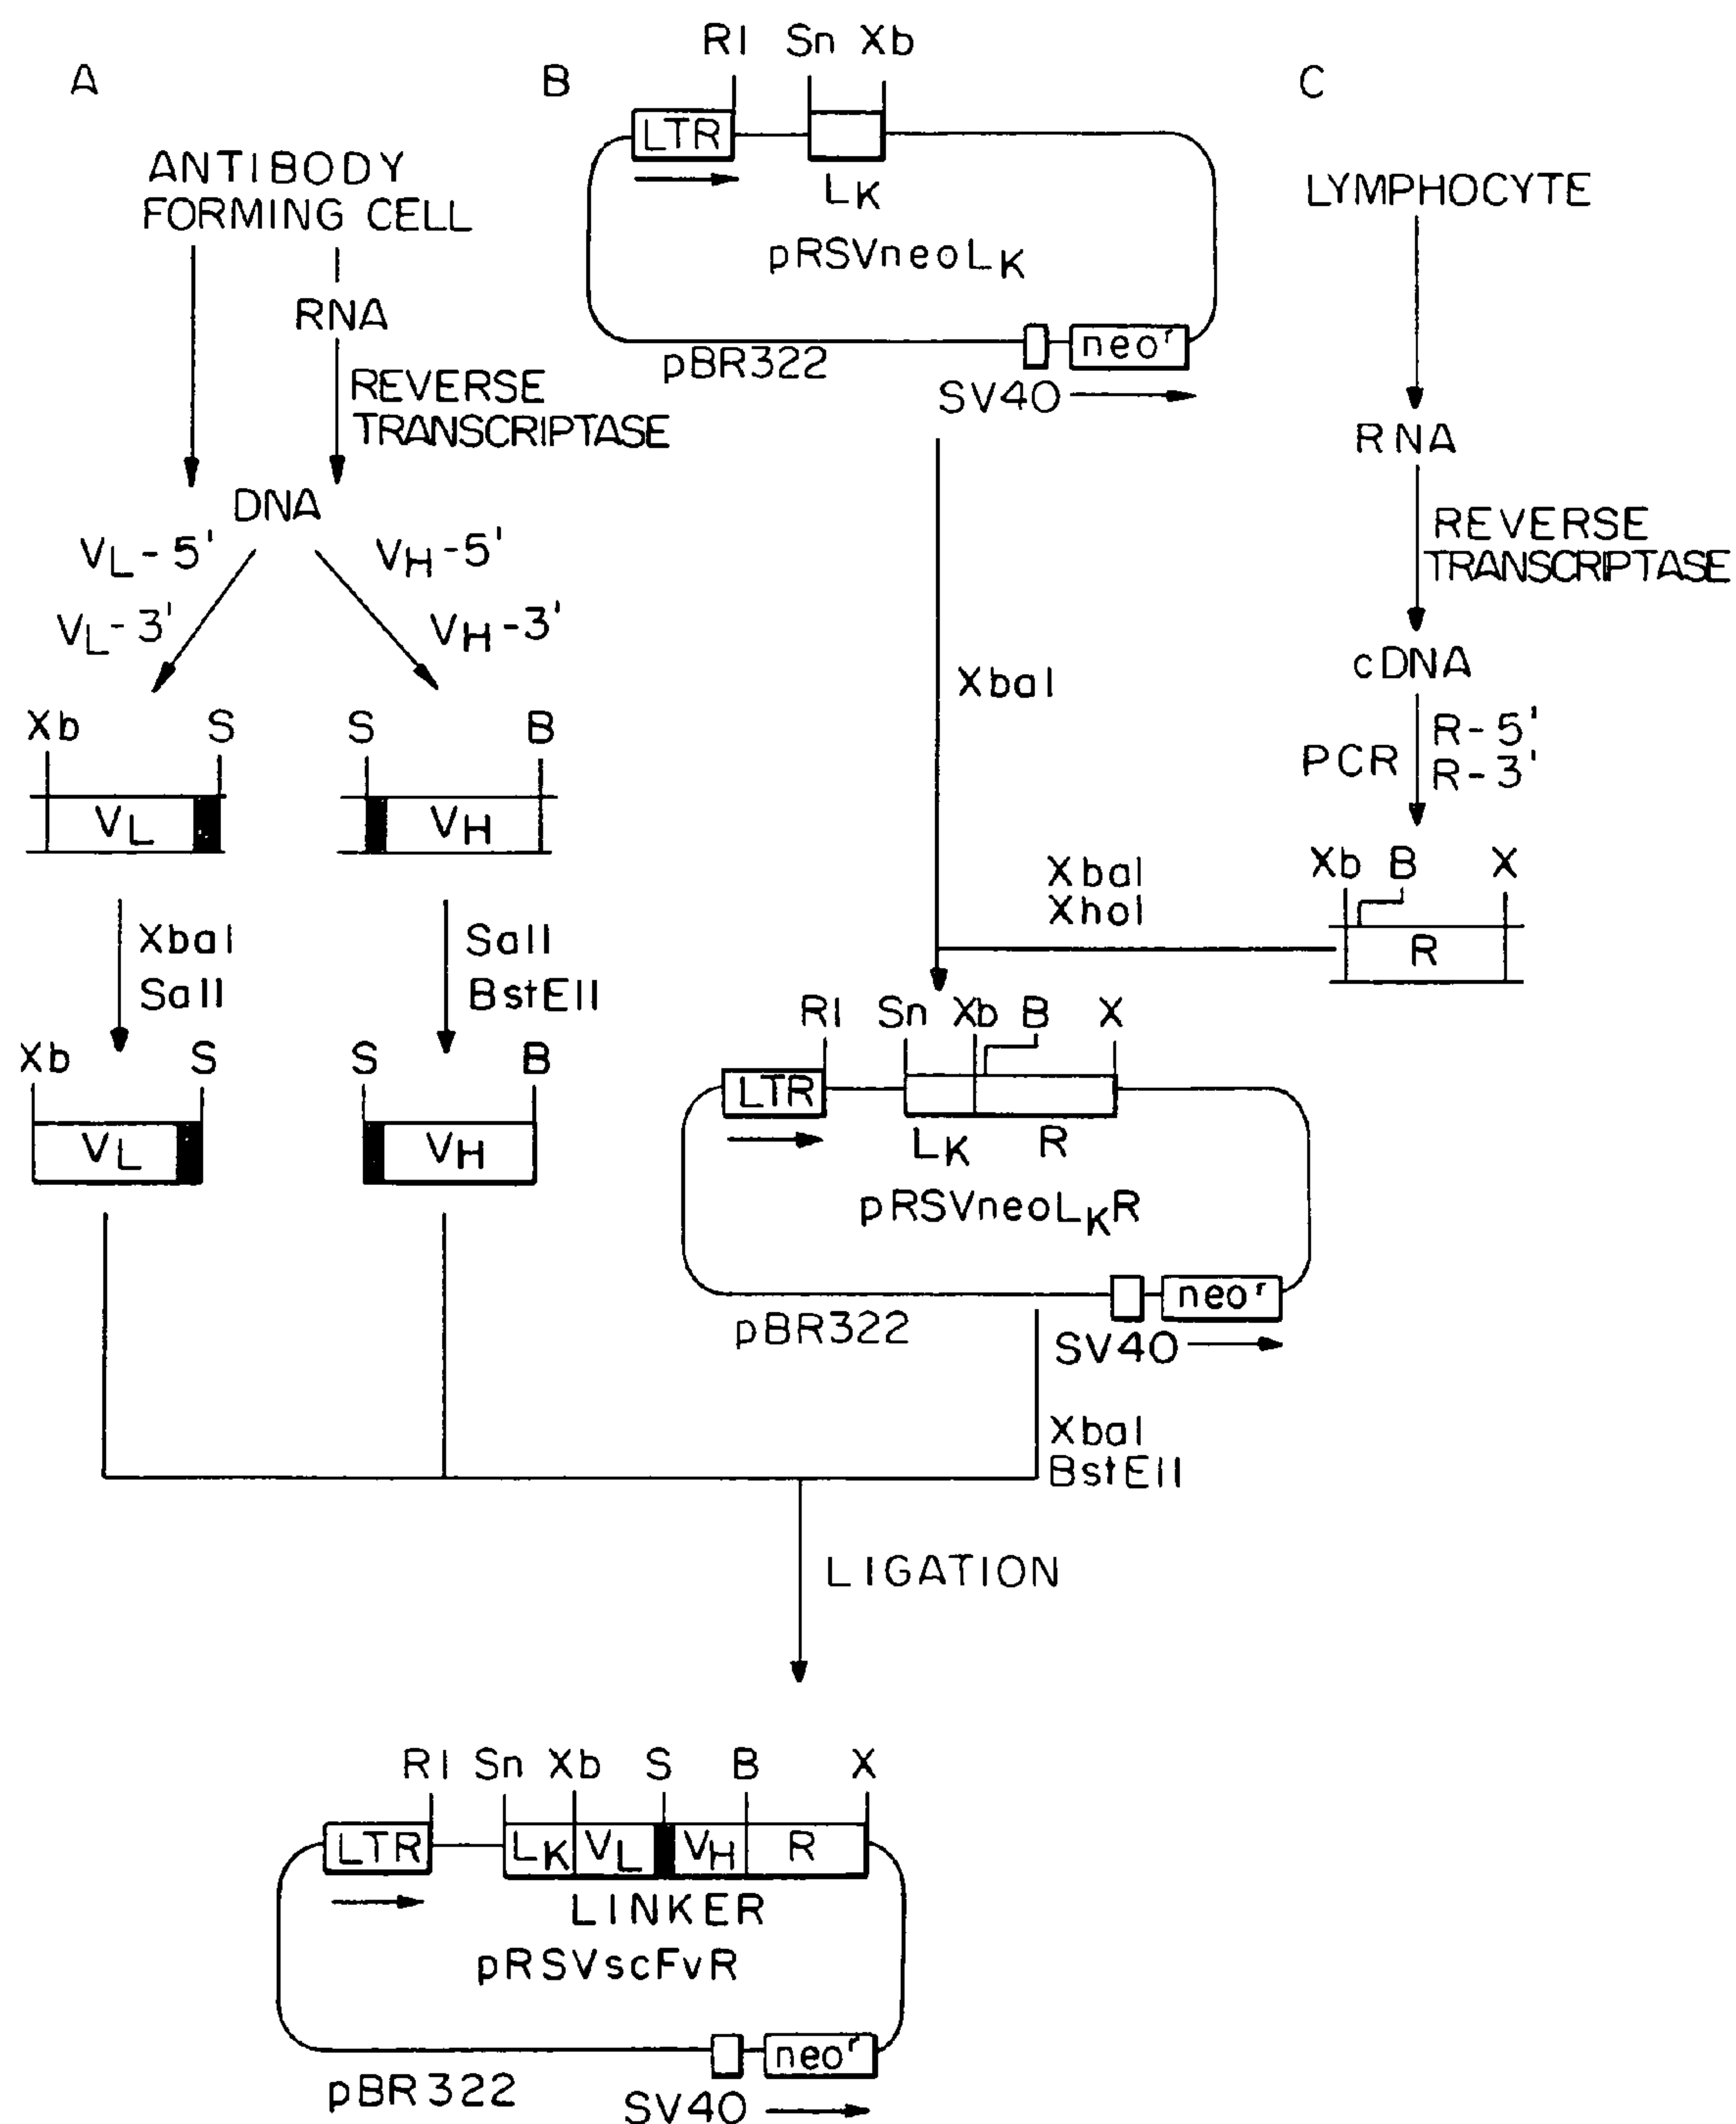 A
ANTIBODY
FORMING CELL
RNA
REVERSE
TRANSCRIPTASE
DNA
VL-5'
VL-3'
VH-5'
VH-3'
Xb S
VL
S B
VH
XbaI
SalI
SalI
BstEII
Xb S
VL
S B
VH
B
RI Sn Xb
LTR
LK
pRSVneoLK
pBR322
neoʳ
SV40
XbaI
C
LYMPHOCYTE
RNA
REVERSE
TRANSCRIPTASE
cDNA
PCR
R-5'
R-3'
Xb B X
R
XbaI
XhoI
RI Sn Xb B X
LTR
LK R
pRSVneoLKR
pBR322
neoʳ
SV40
XbaI
BstEII
LIGATION
RI Sn Xb S B X
LTR LK VL VH R
LINKER
pRSVscFvR
pBR322
neoʳ
SV40